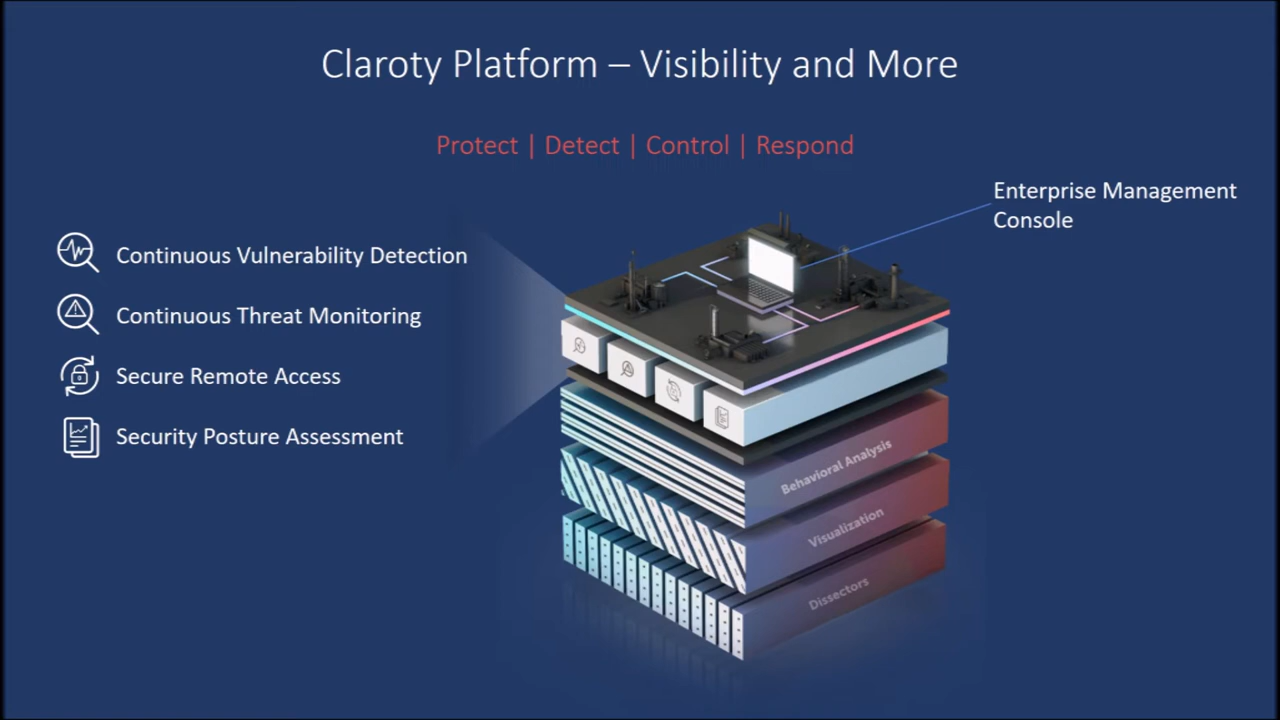 Claroty Platform – Visibility and More
Protect | Detect | Control | Respond
Enterprise Management
Console
Continuous Vulnerability Detection
Continuous Threat Monitoring
Secure Remote Access
Security Posture Assessment
Behavioral Analysis
Visualization
Dissectors